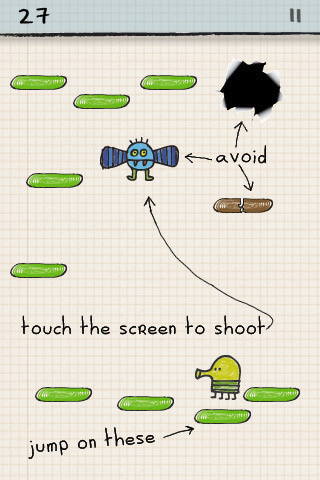 27
avoid
touch the screen to shoot
jump on these